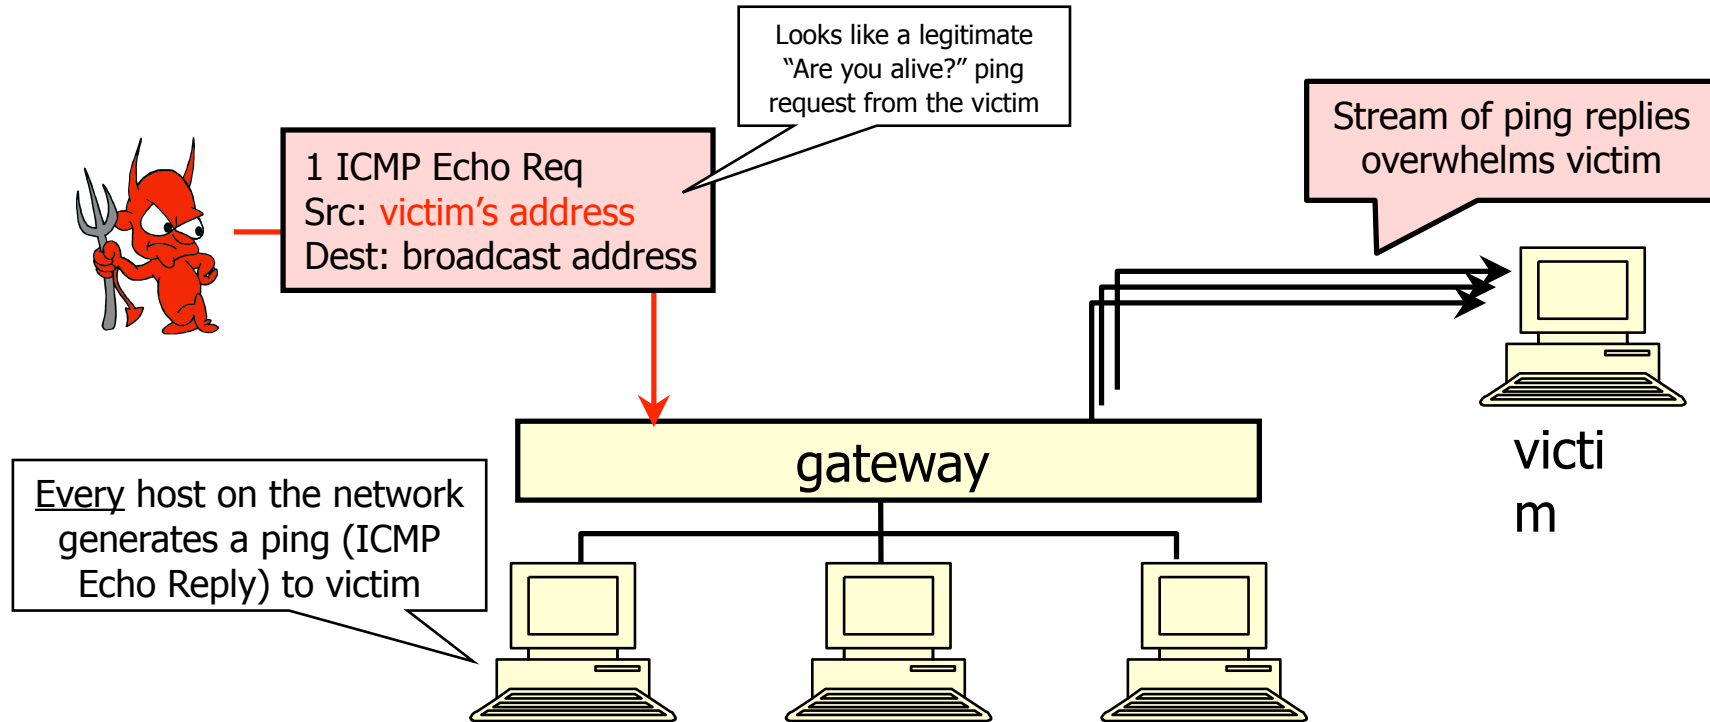 Looks like a legitimate
“Are you alive?” ping
request from the victim
1 ICMP Echo Req
Src: victim’s address
Dest: broadcast address
Stream of ping replies
overwhelms victim
gateway
victi
m
Every host on the network
generates a ping (ICMP
Echo Reply) to victim